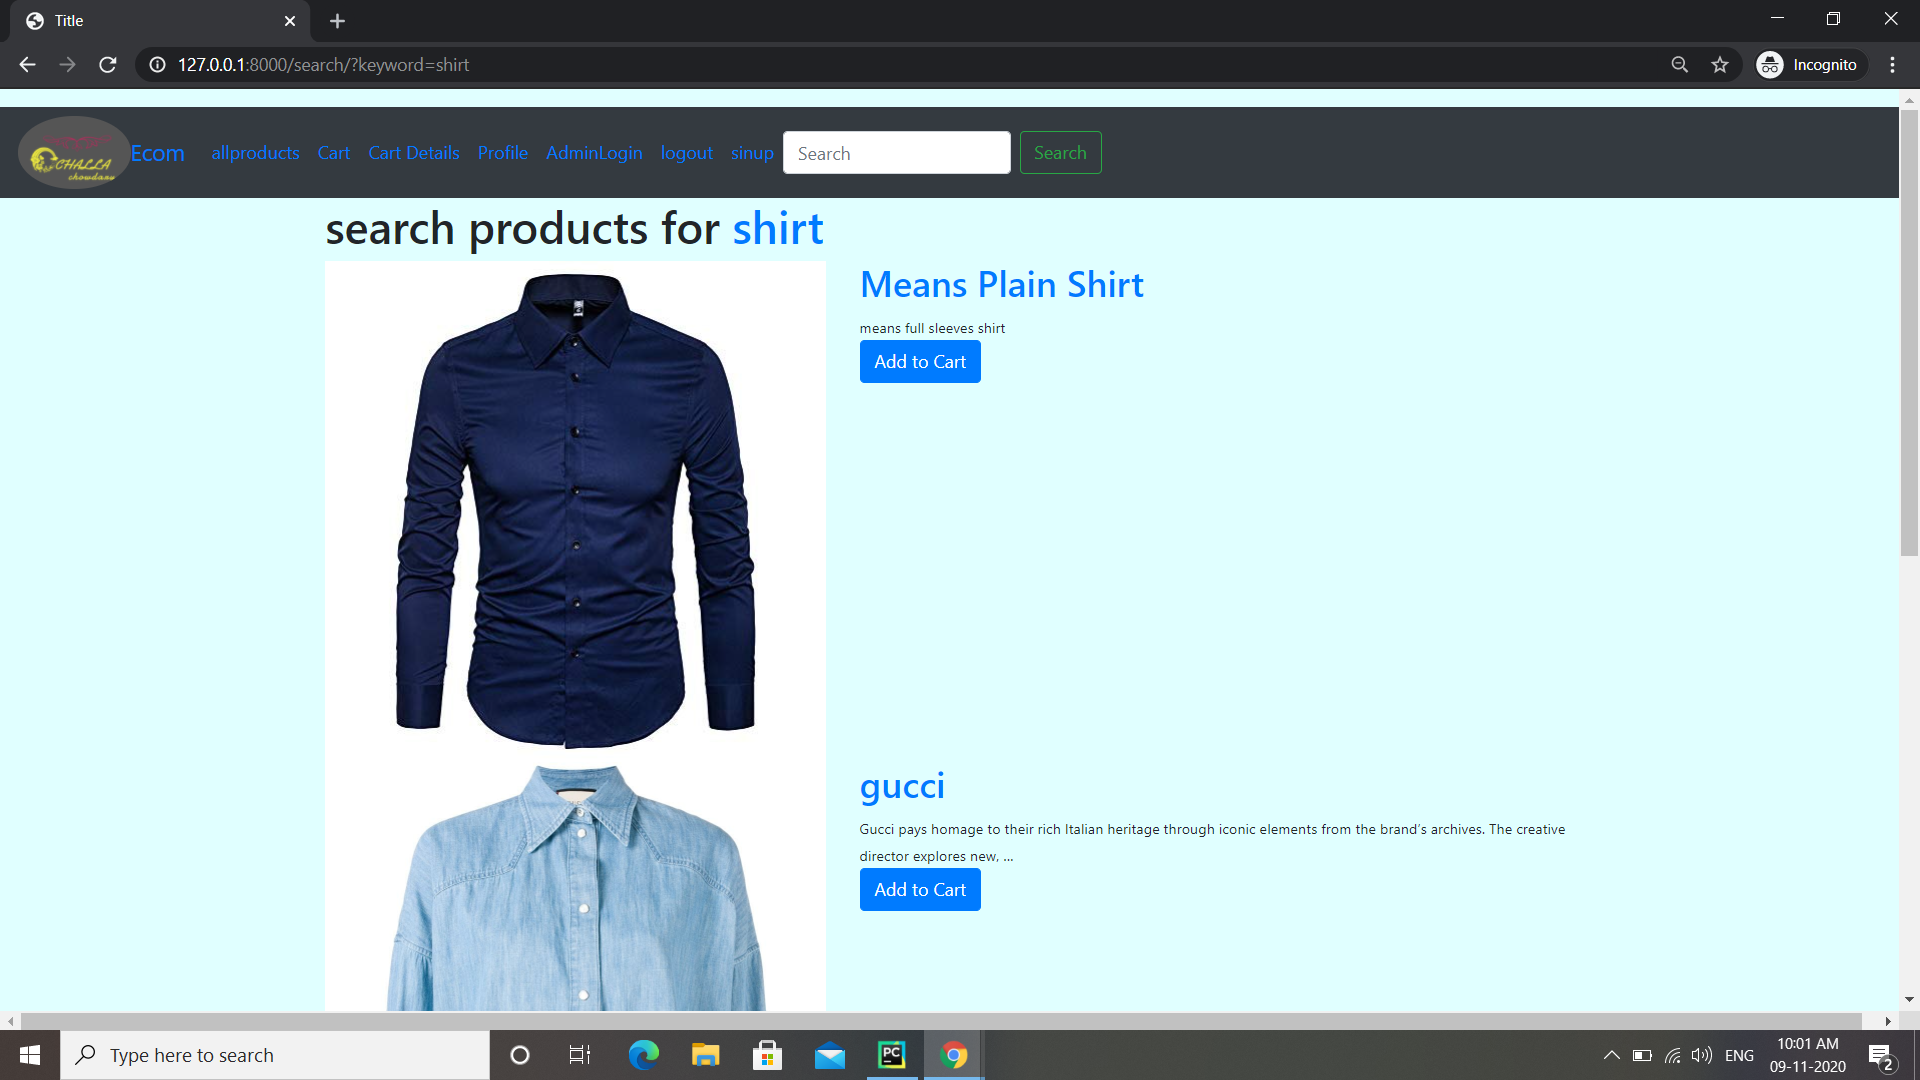 Title
127.0.0.1:8000/search/?keyword=shirt
Incognito
CHALLA
chowdary
Ecom allproducts Cart Cart Details Profile AdminLogin logout sinup Search Search
search products for shirt
Means Plain Shirt
means full sleeves shirt
Add to Cart
gucci
Gucci pays homage to their rich Italian heritage through iconic elements from the brand's archives. The creative
director explores new, ...
Add to Cart
Type here to search
PC
ENG
10:01 AM
09-11-2020
2